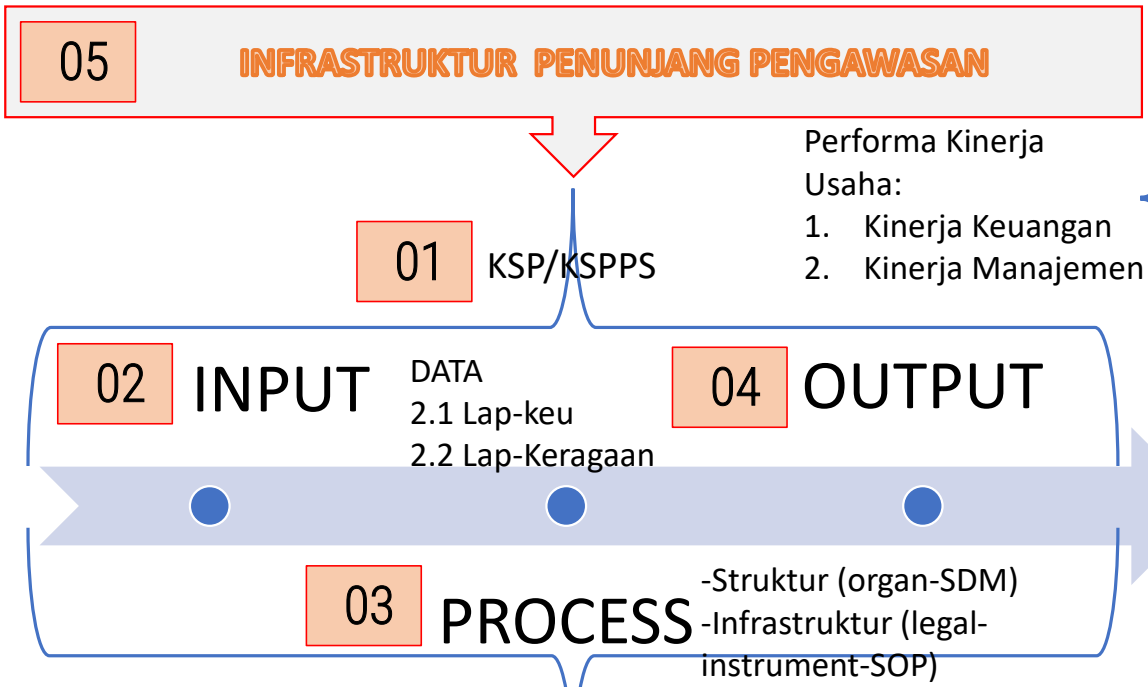 05
INFRASTRUKTUR PENUNJANG PENGAWASAN
Performa Kinerja
Usaha:
1. Kinerja Keuangan
2. Kinerja Manajemen
01
KSP/KSPPS
02
INPUT
DATA
2.1 Lap-keu
2.2 Lap-Keragaan
04
OUTPUT
03
PROCESS
-Struktur (organ-SDM)
-Infrastruktur (legal-
instrument-SOP)